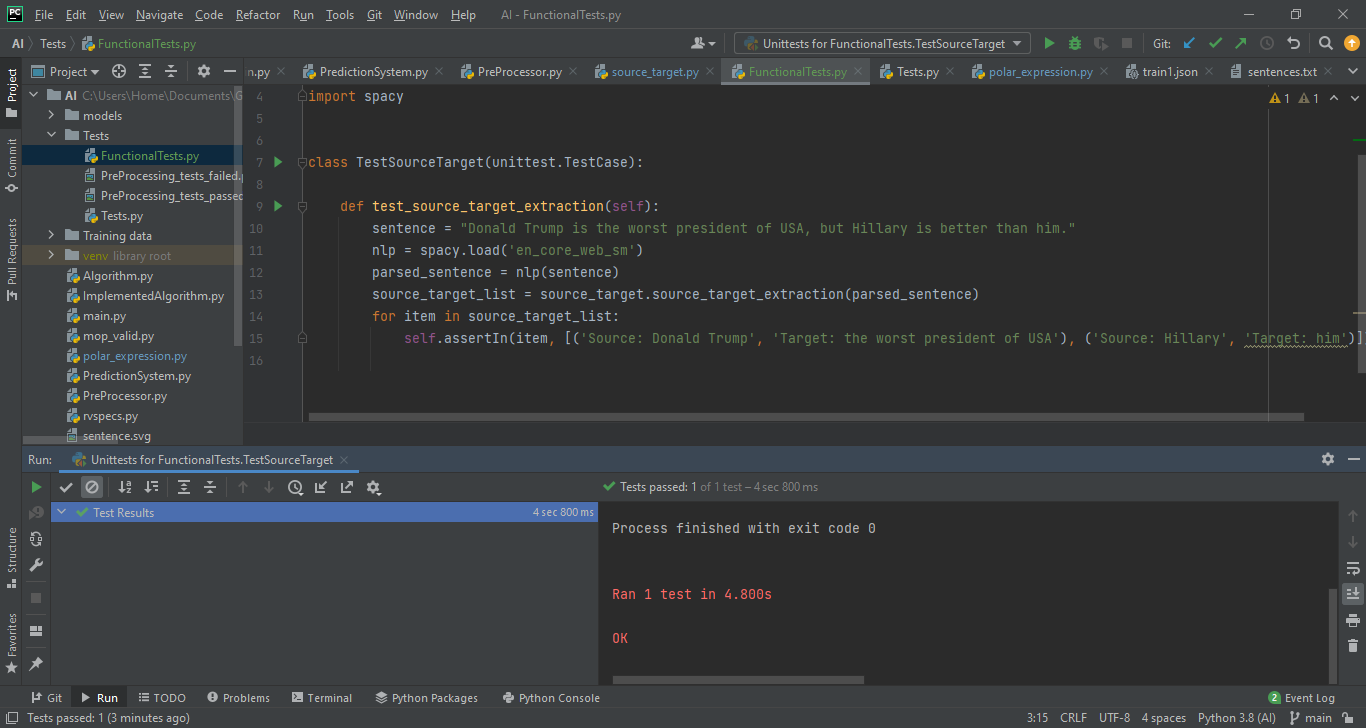 PC File Edit View Navigate Code Refactor Run Tools Git Window Help AI - FunctionalTests.py
AI Tests FunctionalTests.py Unittests for FunctionalTests.TestSourceTarget Git:
Project n.py PredictionSystem.py PreProcessor.py source_target.py FunctionalTests.py Tests.py polar_expression.py train1.json sentences.txt
Project
Commit
Pull Requests
Structure
Favorites
AI C:\Users\Home\Documents\G
models
Tests
FunctionalTests.py
PreProcessing_tests_failed.
PreProcessing_tests_passed
Tests.py
Training data
venv library root
Algorithm.py
ImplementedAlgorithm.py
main.py
mop_valid.py
polar_expression.py
PredictionSystem.py
PreProcessor.py
rvspecs.py
sentence.svg
1 1
4 import spacy
5
6
7 class TestSourceTarget(unittest.TestCase):
8
9 def test_source_target_extraction(self):
10 sentence = "Donald Trump is the worst president of USA, but Hillary is better than him."
11 nlp = spacy.load('en_core_web_sm')
12 parsed_sentence = nlp(sentence)
13 source_target_list = source_target.source_target_extraction(parsed_sentence)
14 for item in source_target_list:
15 self.assertIn(item, [('Source: Donald Trump', 'Target: the worst president of USA'), ('Source: Hillary', 'Target: him')]
16
Run: Unittests for FunctionalTests.TestSourceTarget
Tests passed: 1 of 1 test – 4 sec 800 ms
Test Results 4 sec 800 ms
Process finished with exit code 0
Ran 1 test in 4.800s
OK
Git Run TODO Problems Terminal Python Packages Python Console 2 Event Log
Tests passed: 1 (3 minutes ago) 3:15 CRLF UTF-8 4 spaces Python 3.8 (AI) main